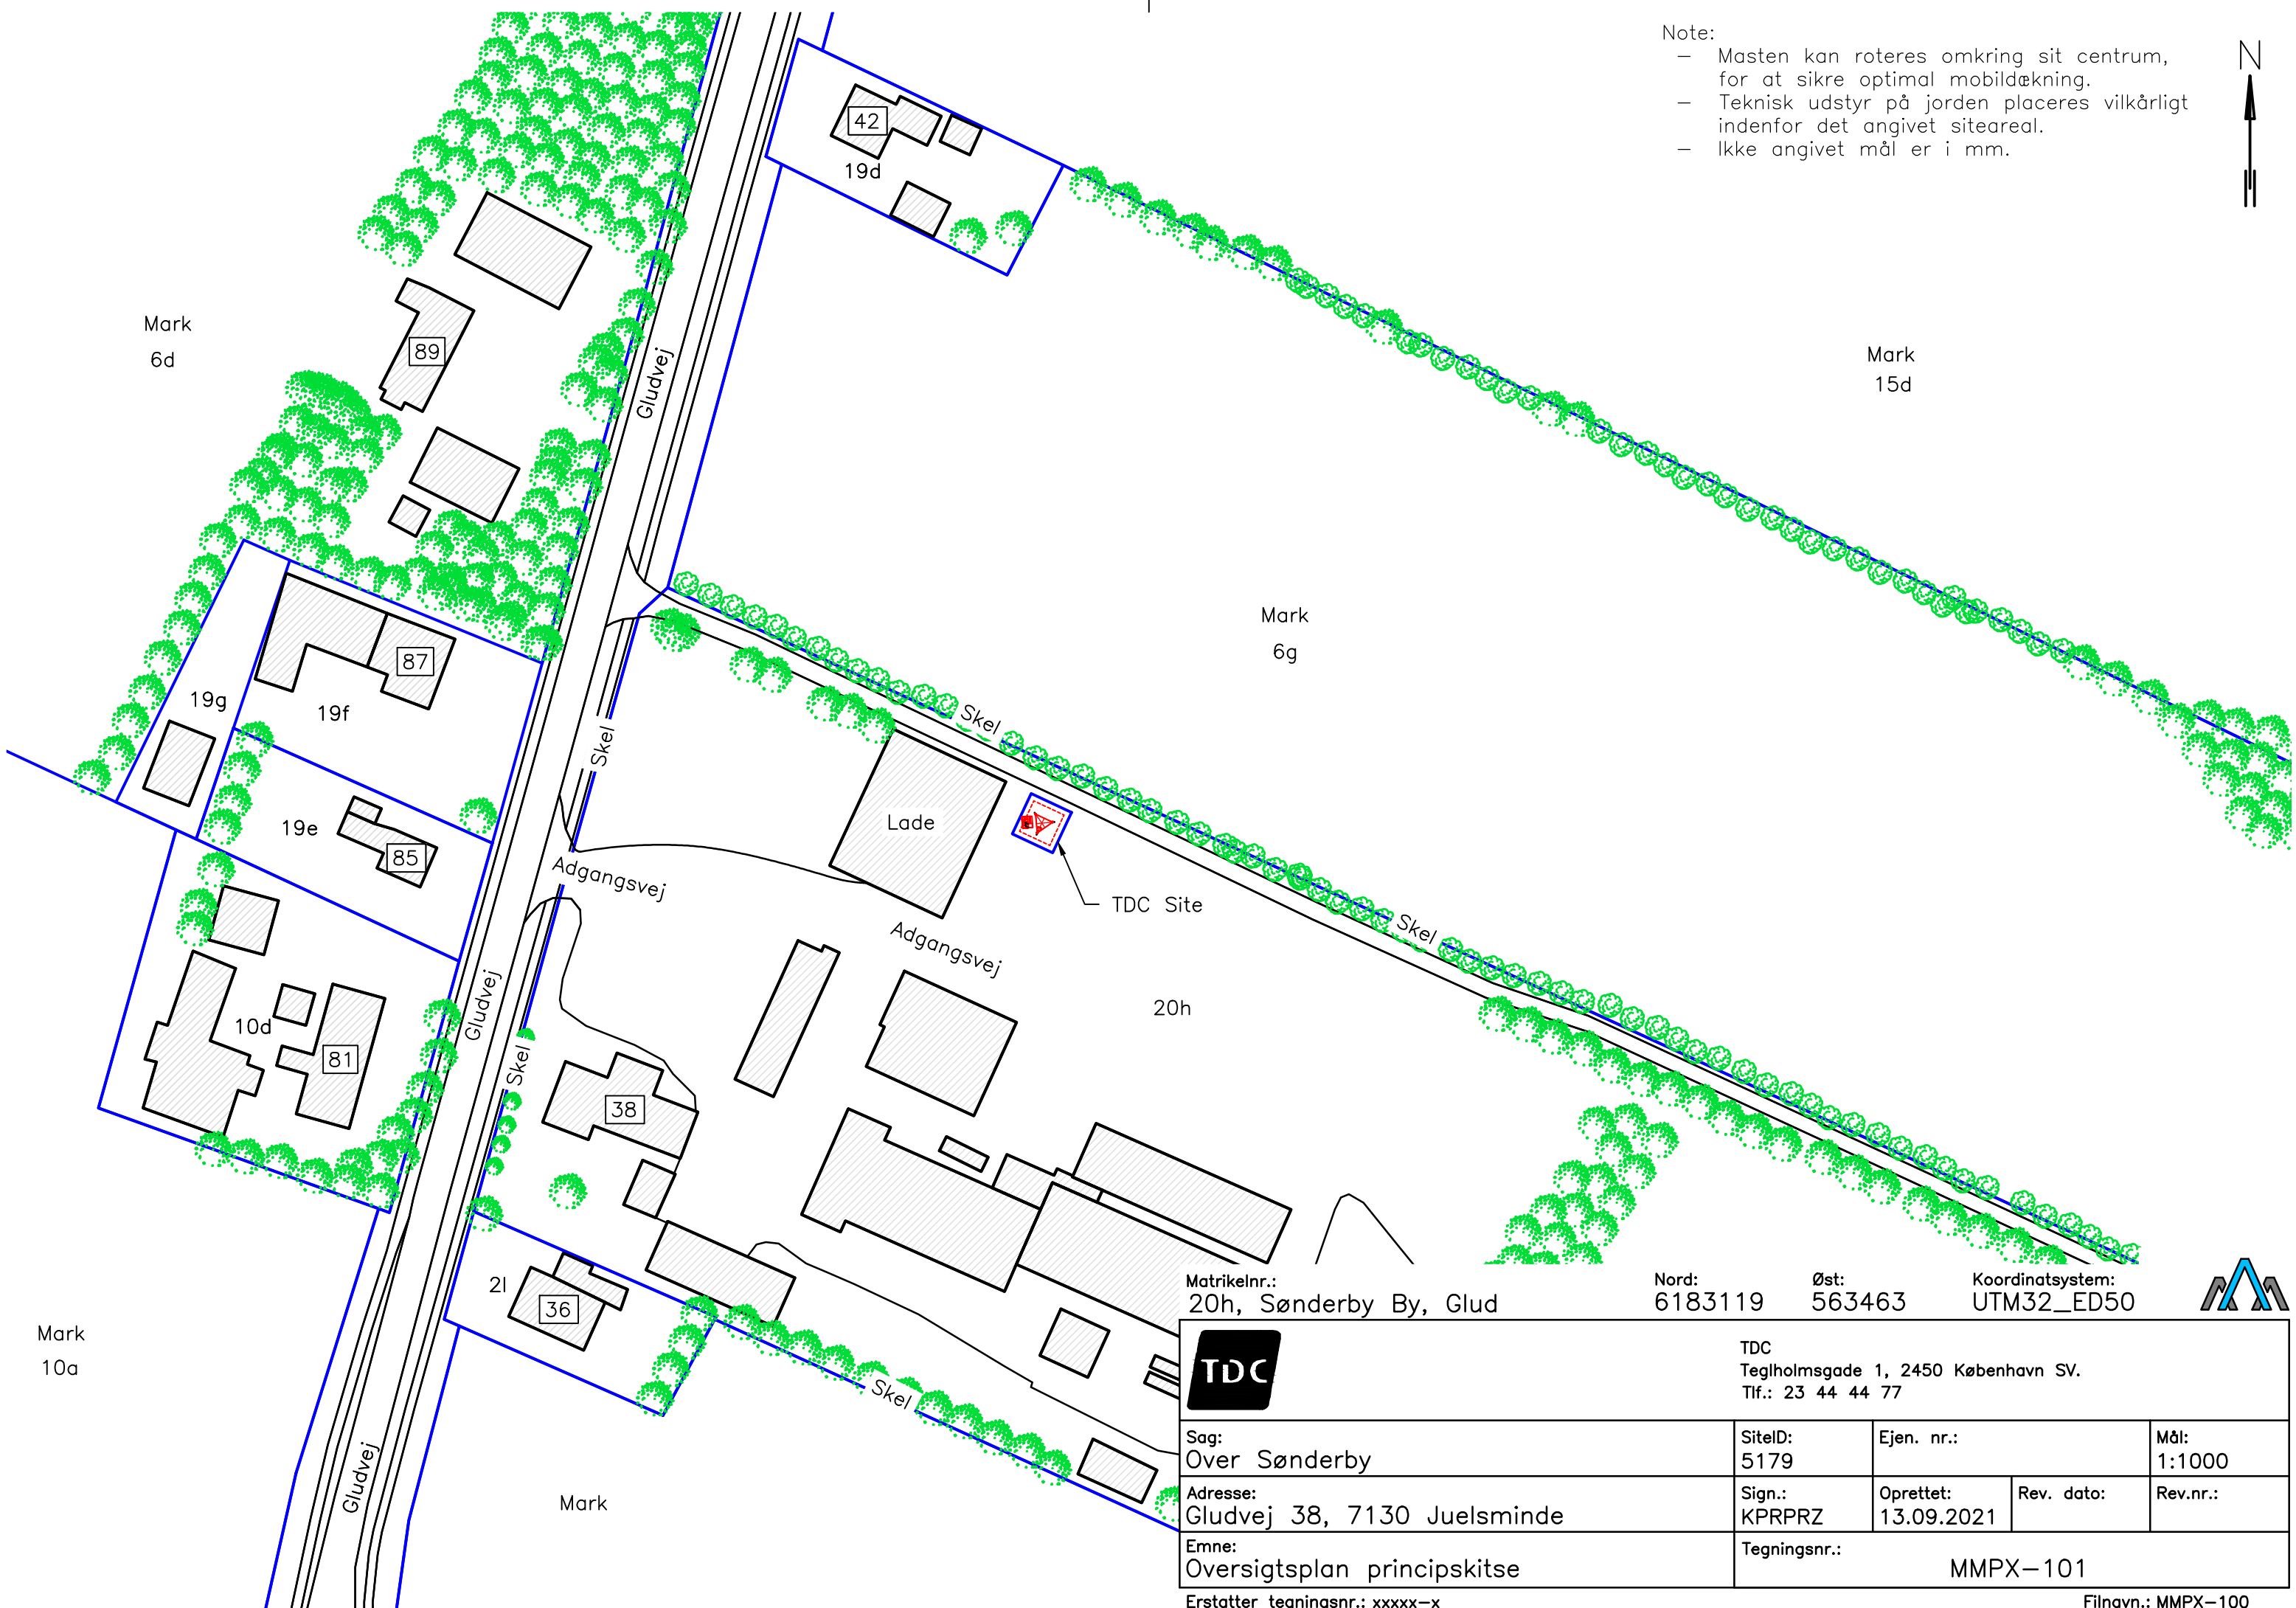 Note:
– Masten kan roteres omkring sit centrum,
for at sikre optimal mobildækning.
– Teknisk udstyr på jorden placeres vilkårligt
indenfor det angivet siteareal.
– Ikke angivet mål er i mm.
N
42
19d
Mark
6d
89
Gludvej
Mark
15d
Mark
6g
87
19g
19f
Skel
Skel
Lade
19e
85
Adgangsvej
TDC Site
Skel
Adgangsvej
Gludvej
20h
10d
81
Skel
38
2l
36
Mark
10a
Skel
Gludvej
Mark
Matrikelnr.:
20h, Sønderby By, Glud
Nord:
6183119
Øst:
563463
Koordinatsystem:
UTM32_ED50
TDC
TDC
Teglholmsgade 1, 2450 København SV.
Tlf.: 23 44 44 77
Sag:
Over Sønderby
SiteID:
5179
Ejen. nr.:
Mål:
1:1000
Adresse:
Gludvej 38, 7130 Juelsminde
Sign.:
KPRPRZ
Oprettet:
13.09.2021
Rev. dato:
Rev.nr.:
Emne:
Oversigtsplan principskitse
Tegningsnr.:
MMPX–101
Erstatter tegningsnr.: xxxxx–x
Filnavn.: MMPX–100